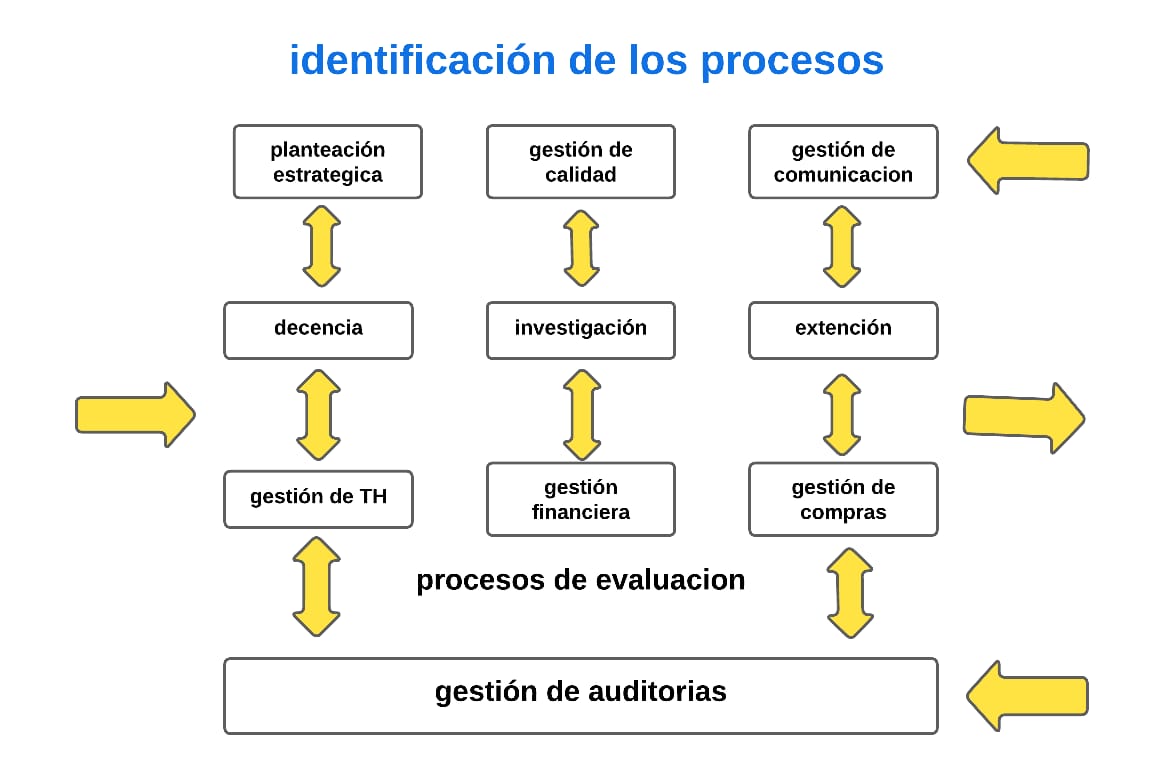 identificación de los procesos
planteación
estrategica
gestión de
calidad
gestión de
comunicacion
decencia
investigación
extención
gestión de TH
gestión
financiera
gestión de
compras
procesos de evaluacion
gestión de auditorias